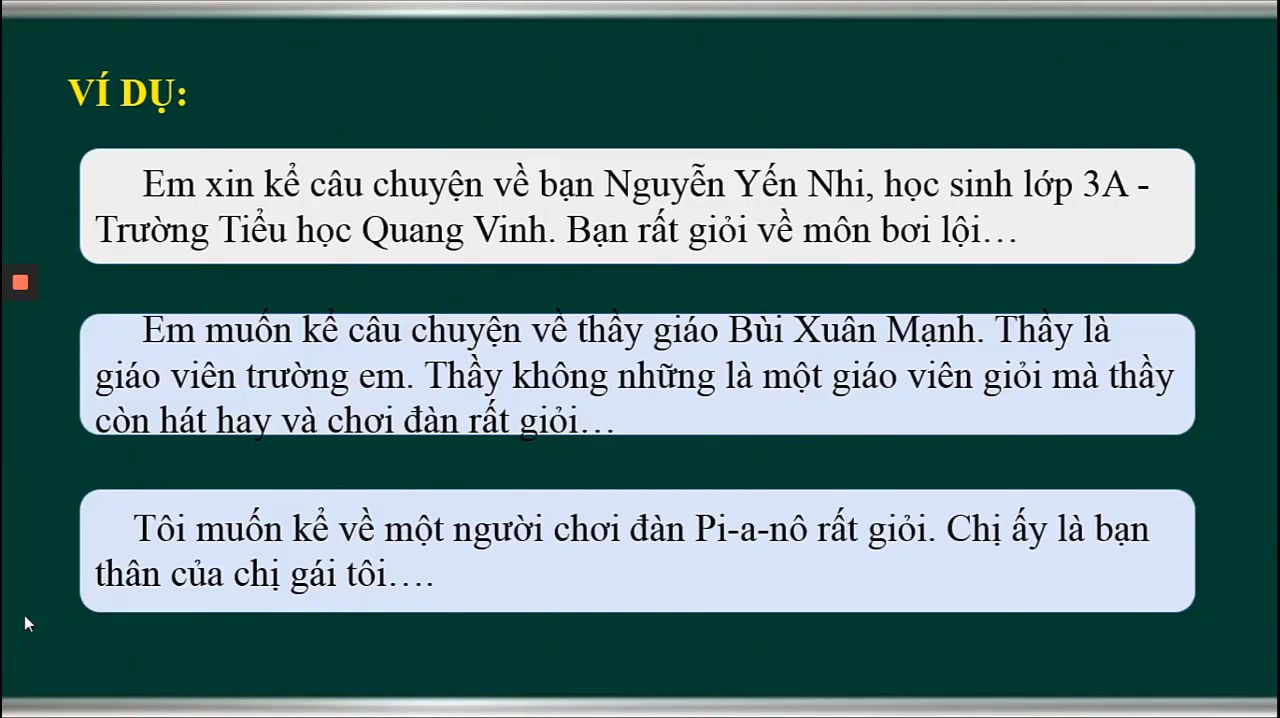 VÍ DỤ:
Em xin kể câu chuyện về bạn Nguyễn Yến Nhi, học sinh lớp 3A -
Trường Tiểu học Quang Vinh. Bạn rất giỏi về môn bơi lội…
Em muốn kể câu chuyện về thầy giáo Bùi Xuân Mạnh. Thầy là
giáo viên trường em. Thầy không những là một giáo viên giỏi mà thầy
còn hát hay và chơi đàn rất giỏi…
Tôi muốn kể về một người chơi đàn Pi-a-nô rất giỏi. Chị ấy là bạn
thân của chị gái tôi….